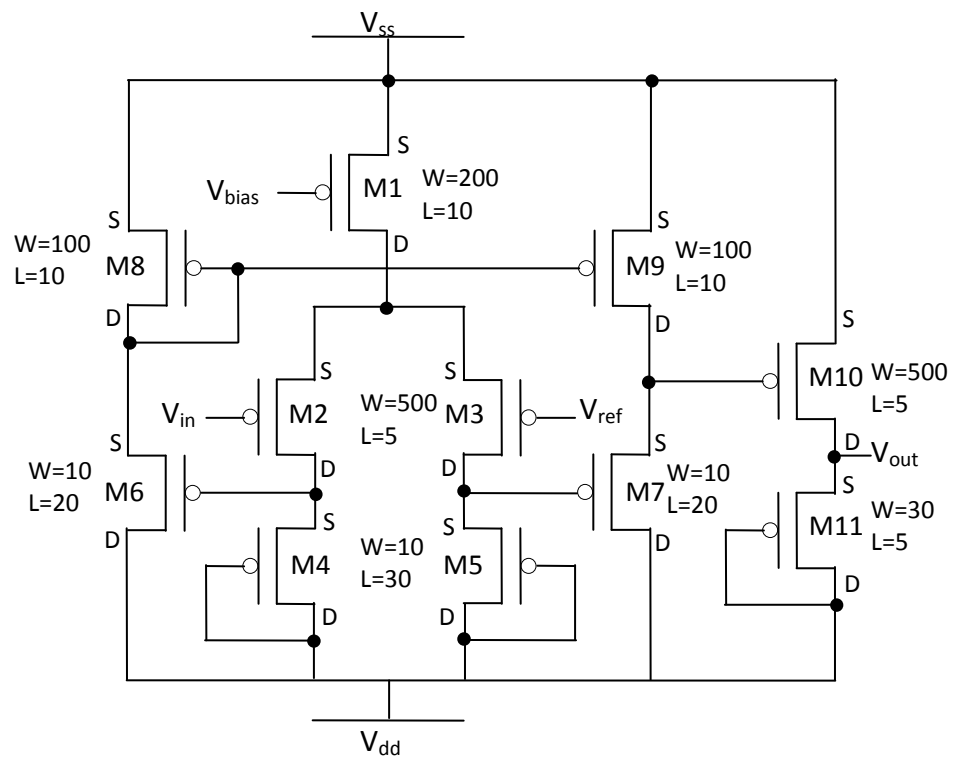 Vss
S
Vbias
M1
W=200
L=10
D
S
W=100
L=10
M8
D
S
M9
W=100
L=10
D
S
M10
W=500
L=5
D
Vout
S
Vin
M2
D
W=500
L=5
S
M3
Vref
D
S
W=10
L=20
M6
D
S
M7
W=10
L=20
D
S
M4
D
W=10
L=30
S
M5
D
S
M11
W=30
L=5
D
Vdd